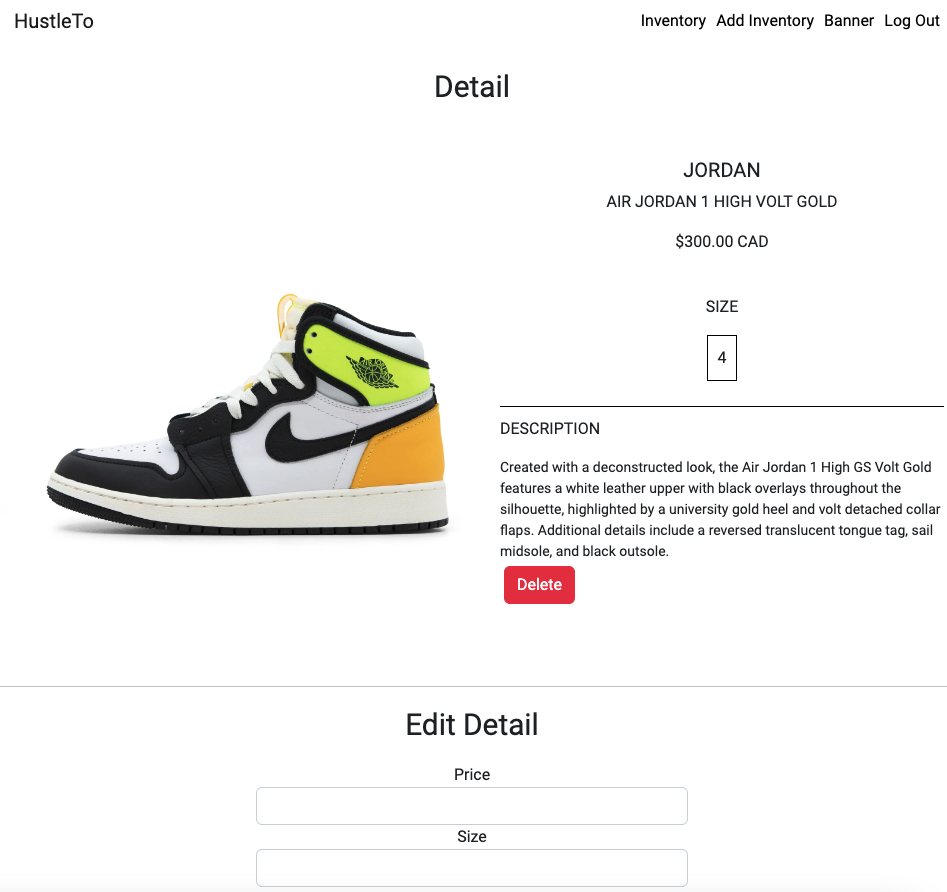 HustleTo
Inventory Add Inventory Banner Log Out
Detail
JORDAN
AIR JORDAN 1 HIGH VOLT GOLD
$300.00 CAD
SIZE
4
DESCRIPTION
Created with a deconstructed look, the Air Jordan 1 High GS Volt Gold
features a white leather upper with black overlays throughout the
silhouette, highlighted by a university gold heel and volt detached collar
flaps. Additional details include a reversed translucent tongue tag, sail
midsole, and black outsole.
Delete
Edit Detail
Price
Size